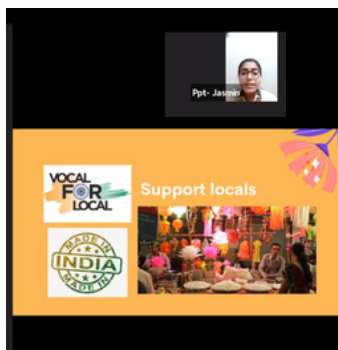 Ppt- Jasmin
VOCAL
FOR
LOCAL
Support locals
MADE IN
INDIA
MADE IN